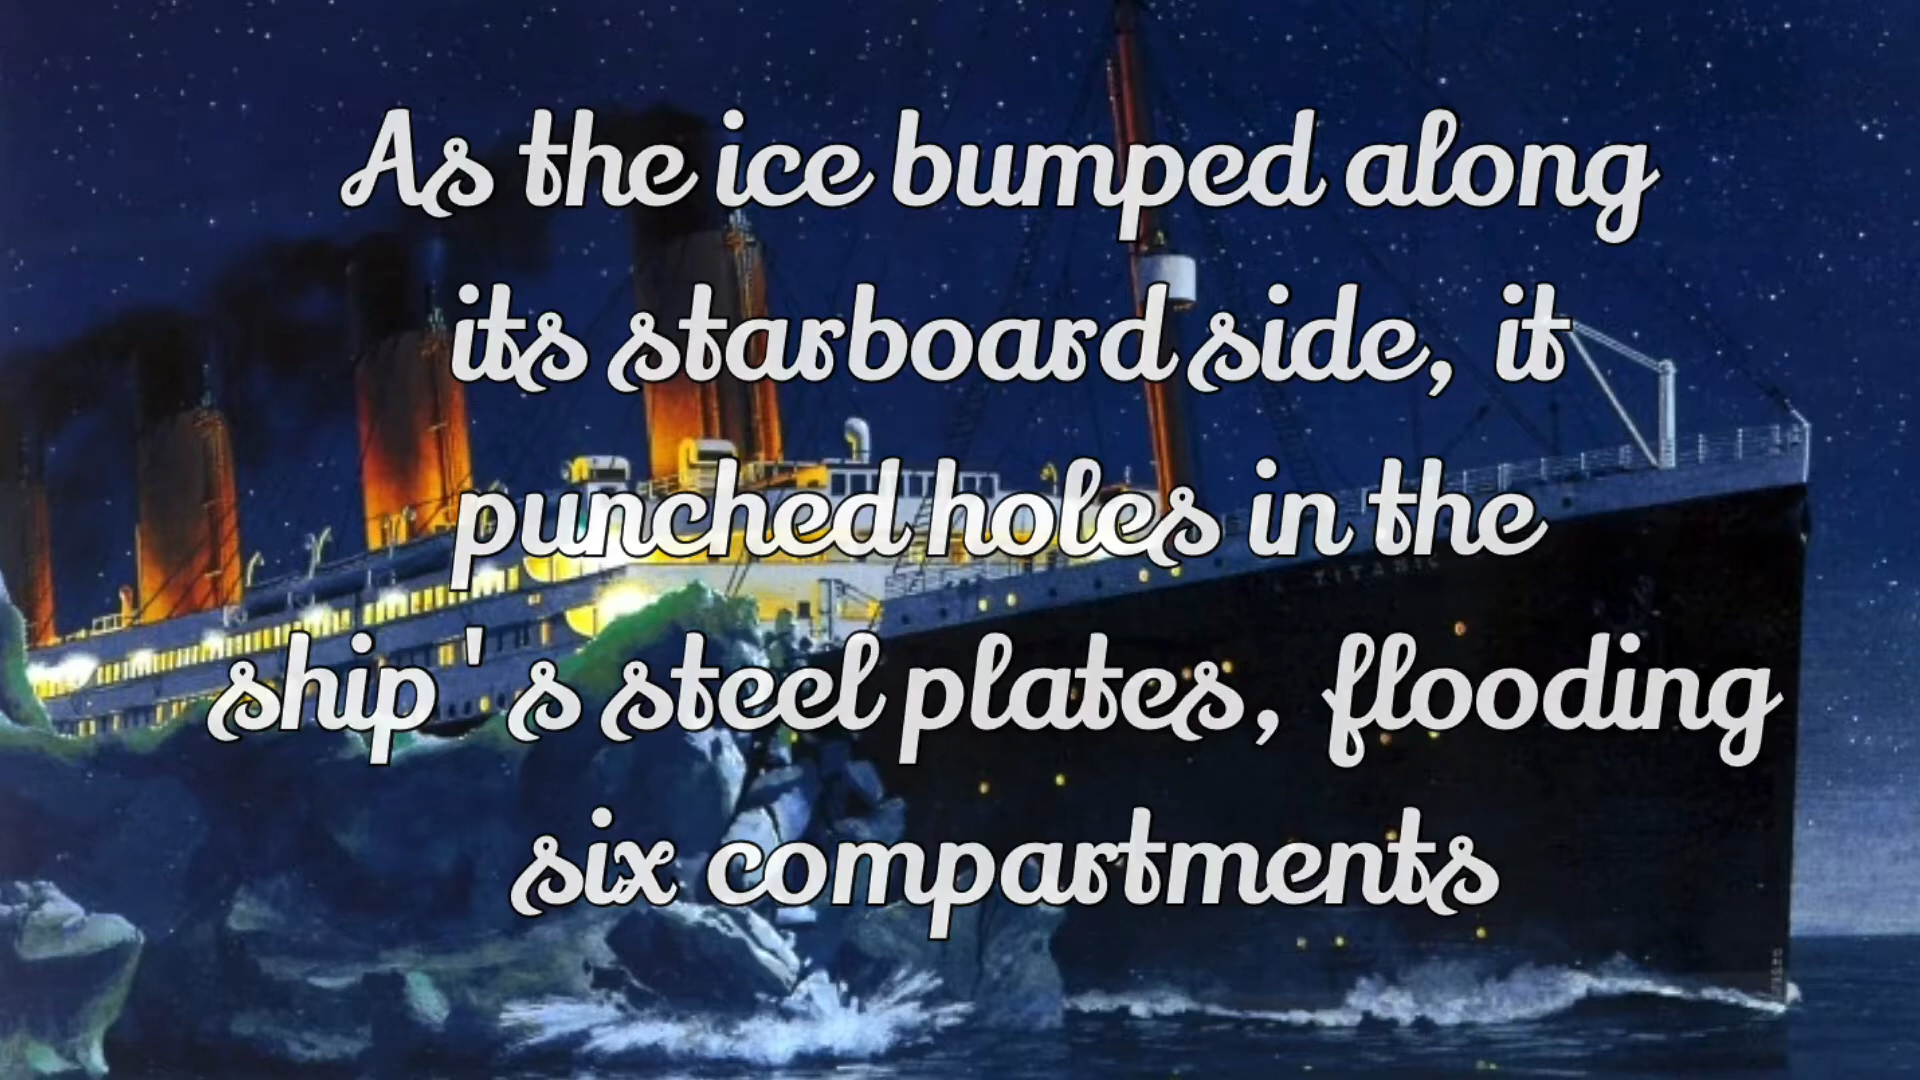 As the ice bumped along
its starboard side, it
punched holes in the
ship's steel plates, flooding
six compartments
TITANIC